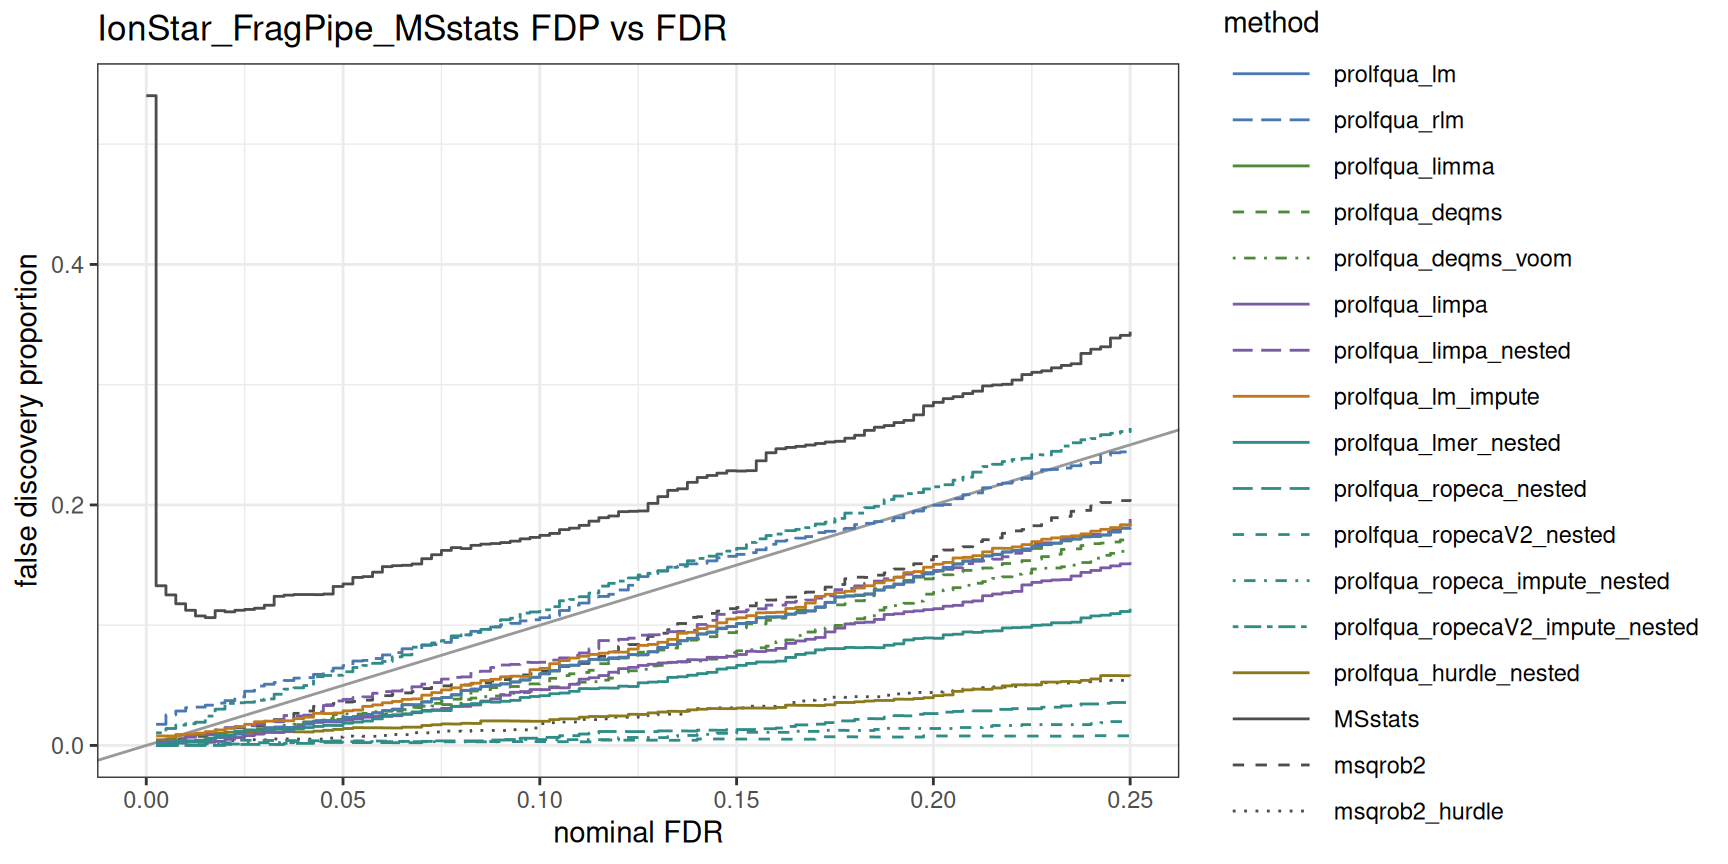 IonStar_FragPipe_MSstats FDP vs FDR
false discovery proportion
0.4
0.2
0.0
0.00 0.05 0.10 0.15 0.20 0.25
nominal FDR
method
prolfqua_lm
prolfqua_rlm
prolfqua_limma
prolfqua_deqms
prolfqua_deqms_voom
prolfqua_limpa
prolfqua_limpa_nested
prolfqua_lm_impute
prolfqua_lmer_nested
prolfqua_ropeca_nested
prolfqua_ropecaV2_nested
prolfqua_ropeca_impute_nested
prolfqua_ropecaV2_impute_nested
prolfqua_hurdle_nested
MSstats
msqrob2
msqrob2_hurdle